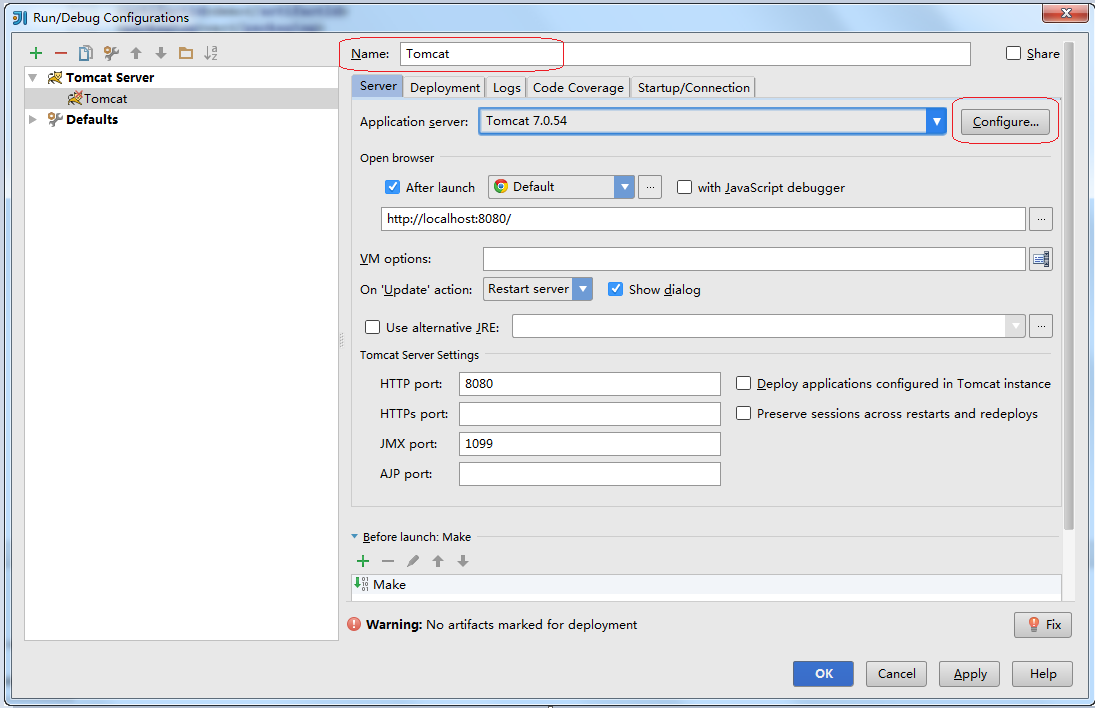 Run/Debug Configurations
Name: Tomcat
Share
Tomcat Server
Tomcat
Defaults
Server Deployment Logs Code Coverage Startup/Connection
Application server: Tomcat 7.0.54 Configure...
Open browser
After launch Default ... with JavaScript debugger
http://localhost:8080/ ...
VM options:
On 'Update' action: Restart server Show dialog
Use alternative JRE: ...
Tomcat Server Settings
HTTP port: 8080 Deploy applications configured in Tomcat instance
HTTPs port: Preserve sessions across restarts and redeploys
JMX port: 1099
AJP port:
Before launch: Make
Make
Warning: No artifacts marked for deployment Fix
OK Cancel Apply Help